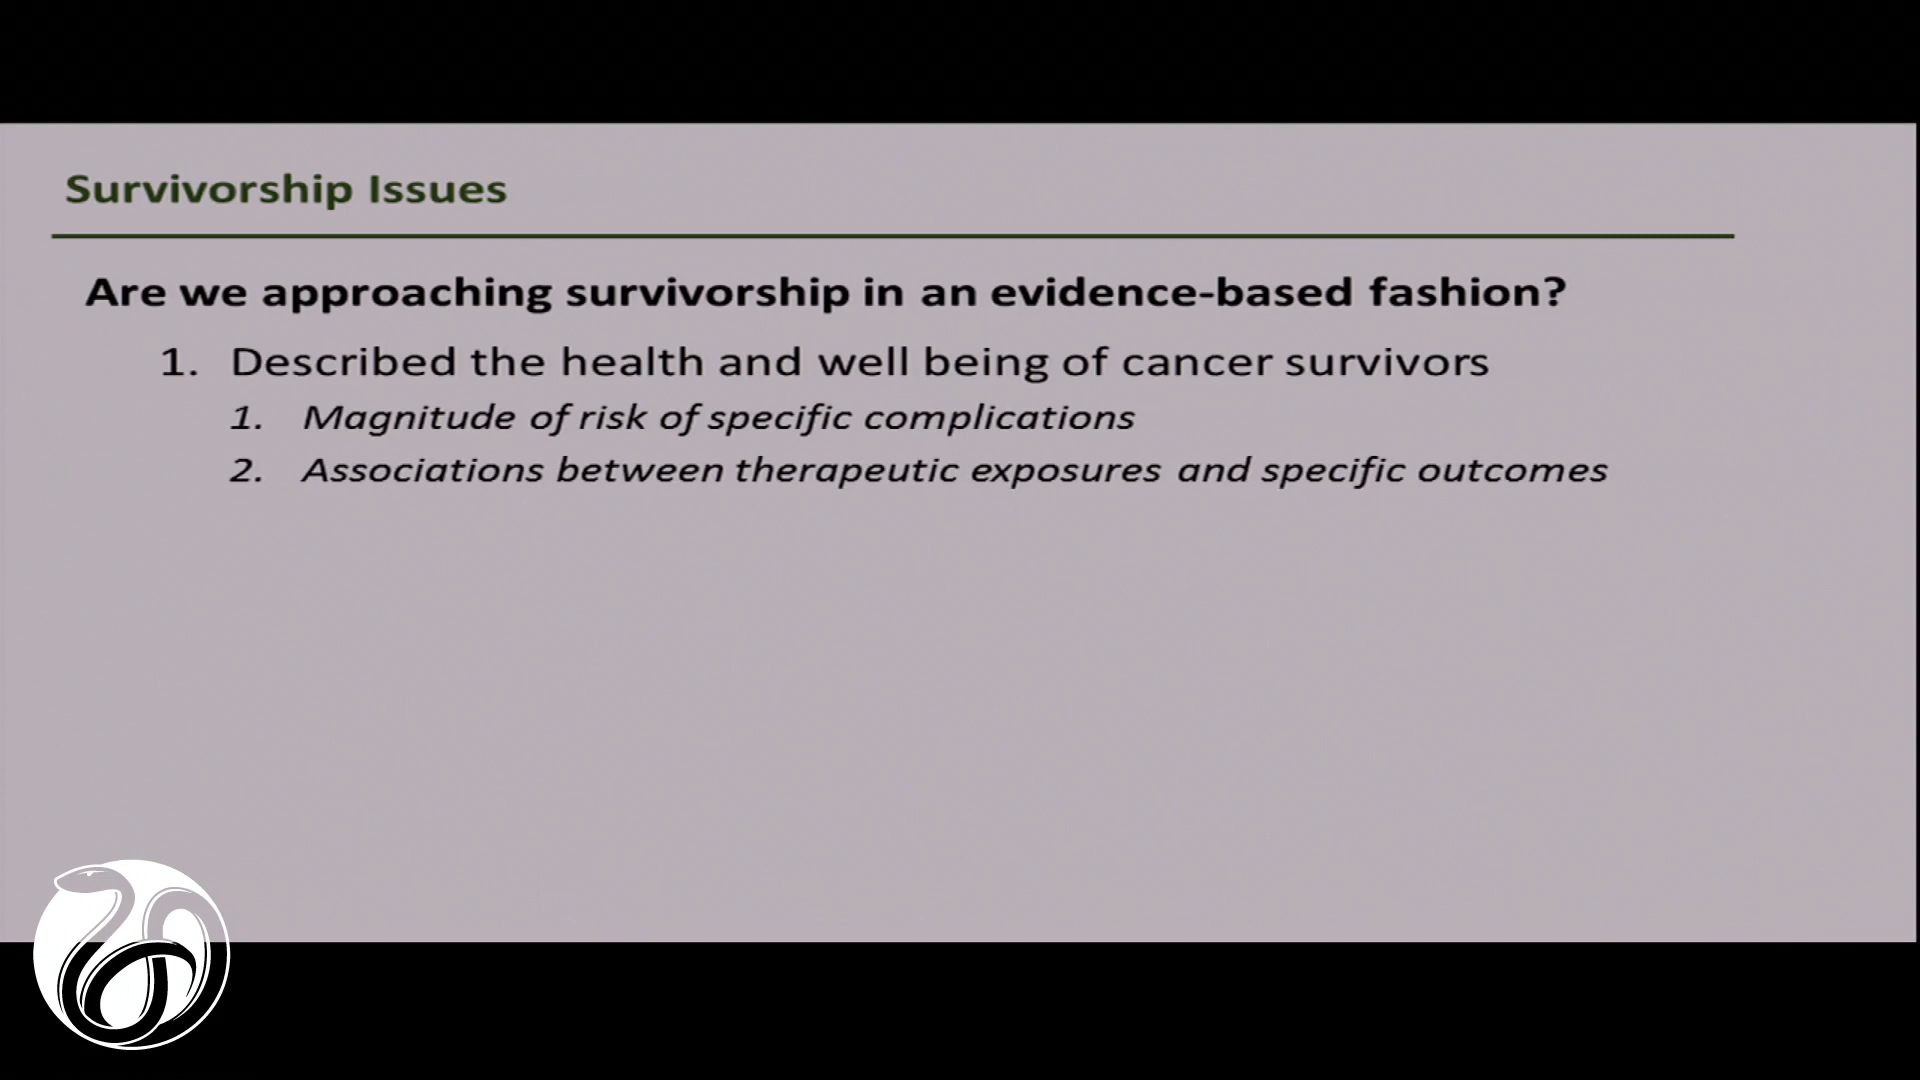 Survivorship Issues
Are we approaching survivorship in an evidence-based fashion?
1. Described the health and well being of cancer survivors
1. Magnitude of risk of specific complications
2. Associations between therapeutic exposures and specific outcomes